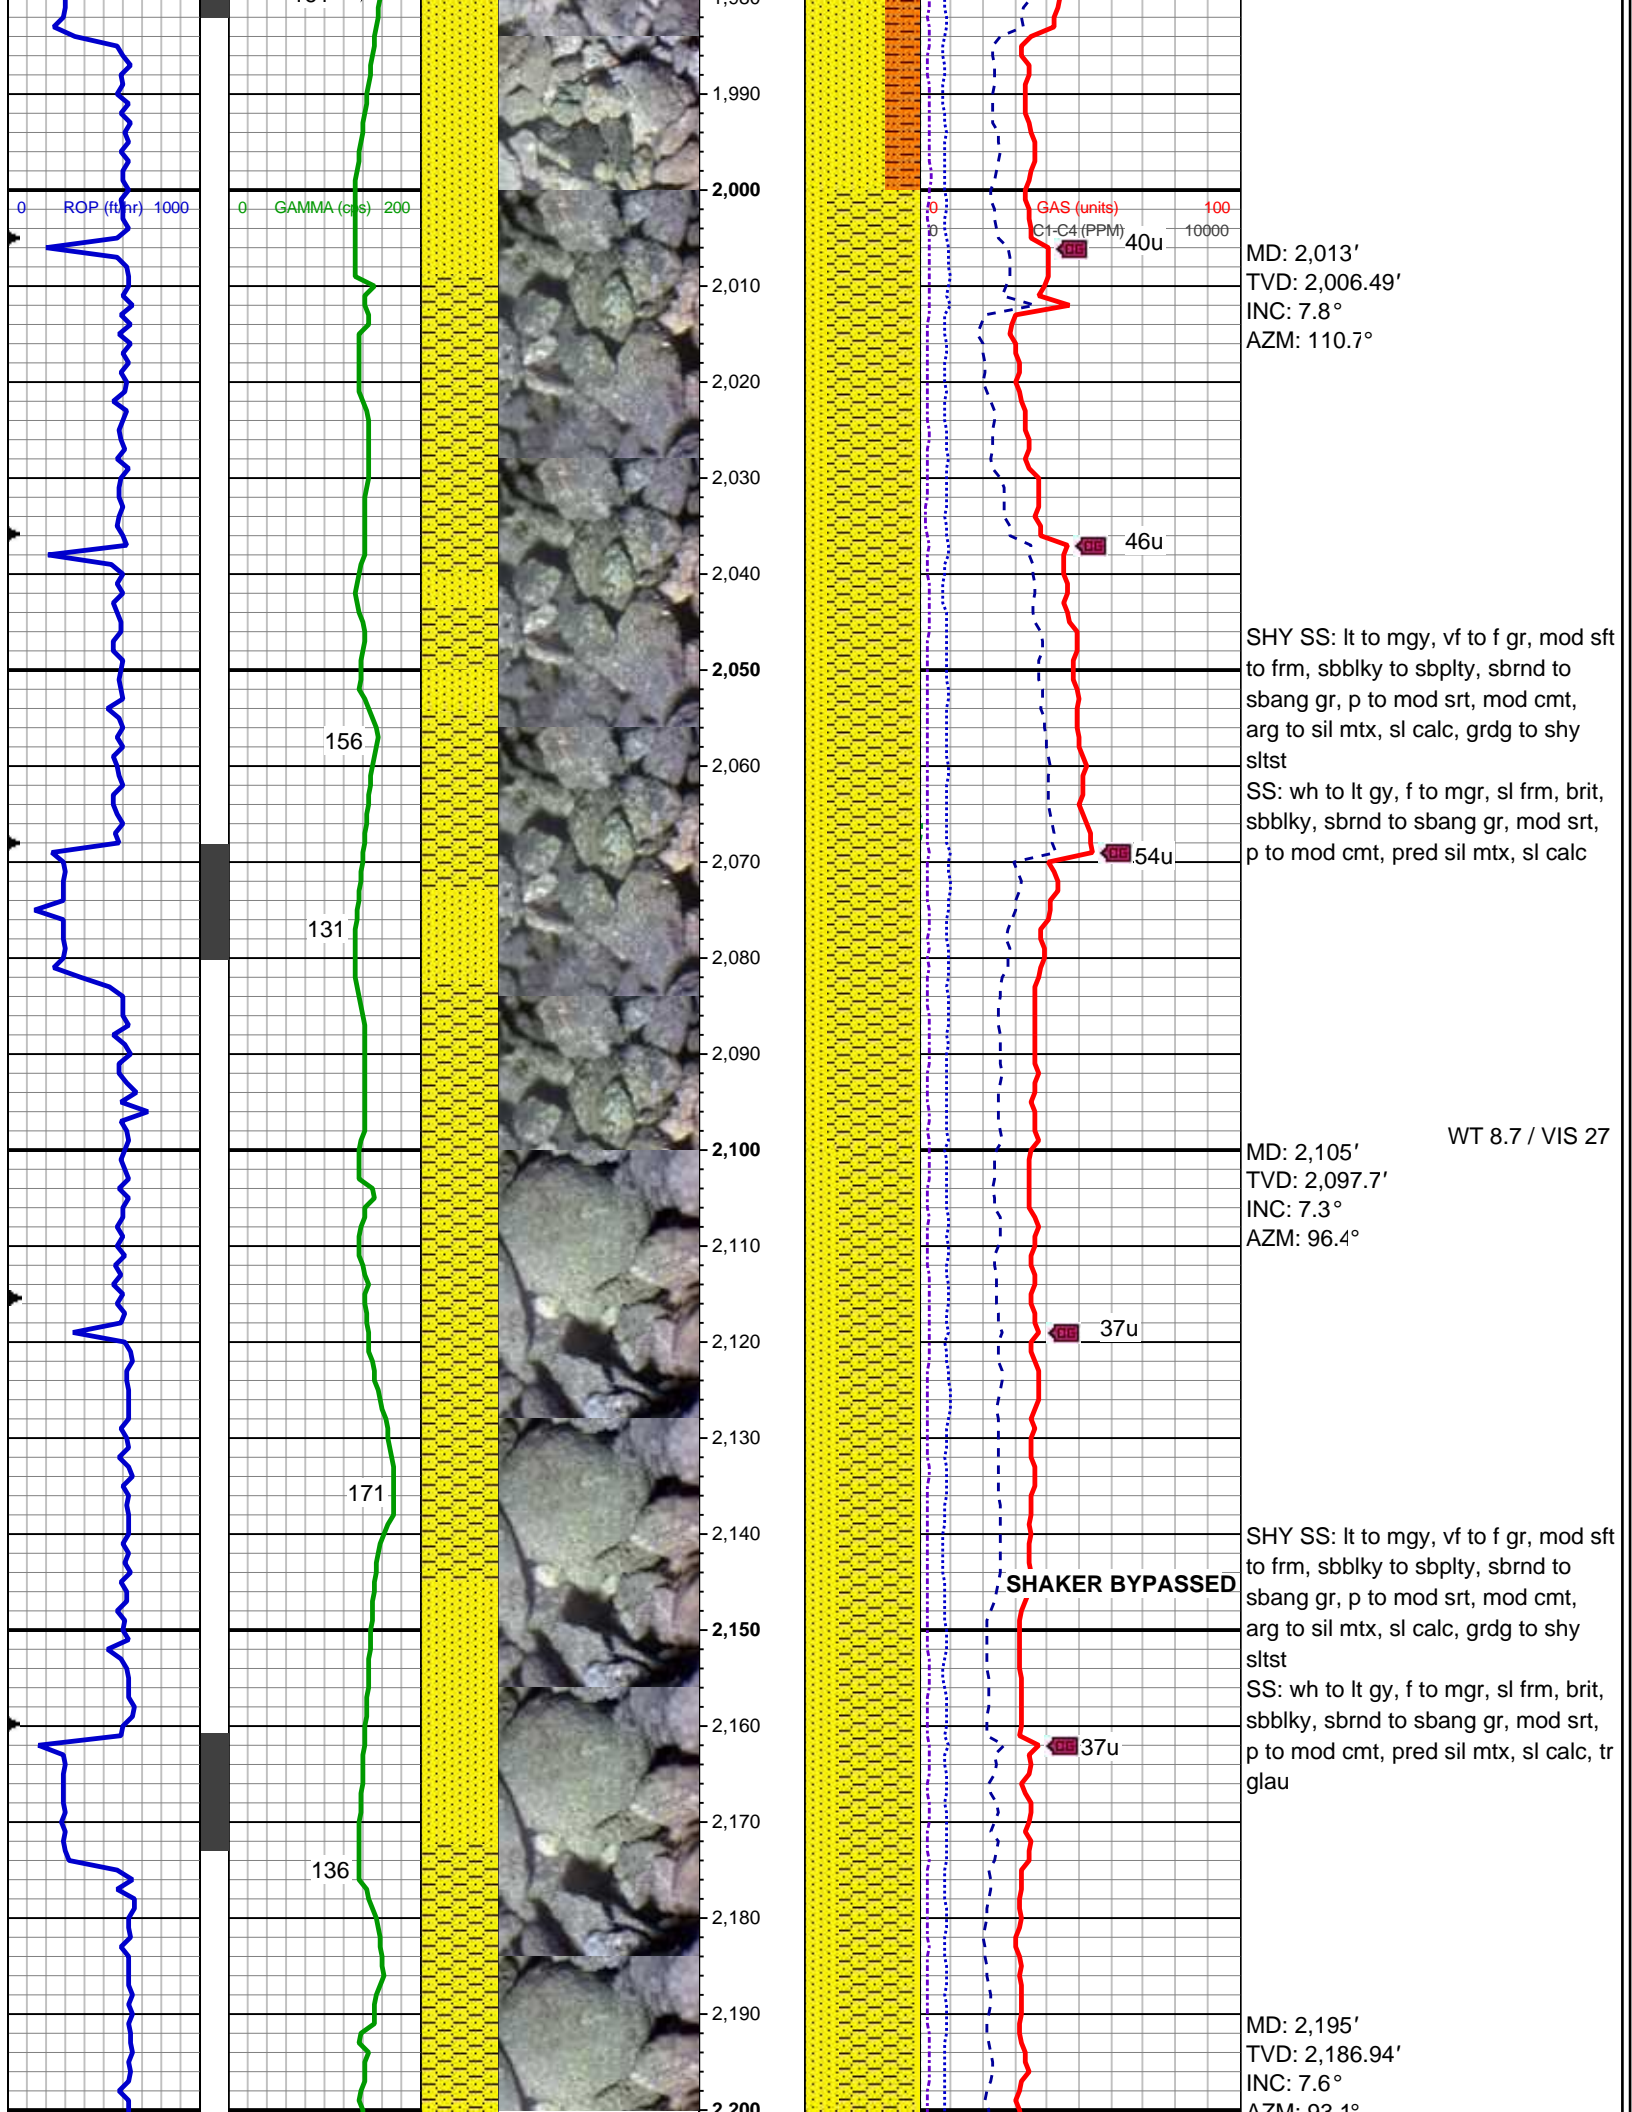 1,990
2,000
0 ROP (ft/hr) 1000
0 GAMMA (cps) 200
0 GAS (units) 100
0 C1-C4 (PPM) 10000
CG 40u
MD: 2,013'
TVD: 2,006.49'
INC: 7.8°
AZM: 110.7°
2,010
2,020
2,030
CG 46u
2,040
SHY SS: lt to mgy, vf to f gr, mod sft
to frm, sbblky to sbplty, sbrnd to
sbang gr, p to mod srt, mod cmt,
arg to sil mtx, sl calc, grdg to shy
sltst
SS: wh to lt gy, f to mgr, sl frm, brit,
sbblky, sbrnd to sbang gr, mod srt,
p to mod cmt, pred sil mtx, sl calc
2,050
156
2,060
CG 54u
2,070
131
2,080
2,090
WT 8.7 / VIS 27
2,100
MD: 2,105'
TVD: 2,097.7'
INC: 7.3°
AZM: 96.4°
2,110
CG 37u
2,120
2,130
171
2,140
SHY SS: lt to mgy, vf to f gr, mod sft
to frm, sbblky to sbplty, sbrnd to
sbang gr, p to mod srt, mod cmt,
arg to sil mtx, sl calc, grdg to shy
sltst
SS: wh to lt gy, f to mgr, sl frm, brit,
sbblky, sbrnd to sbang gr, mod srt,
p to mod cmt, pred sil mtx, sl calc, tr
glau
SHAKER BYPASSED
2,150
2,160
CG 37u
2,170
136
2,180
2,190
MD: 2,195'
TVD: 2,186.94'
INC: 7.6°
AZM: 93.1°
2,200